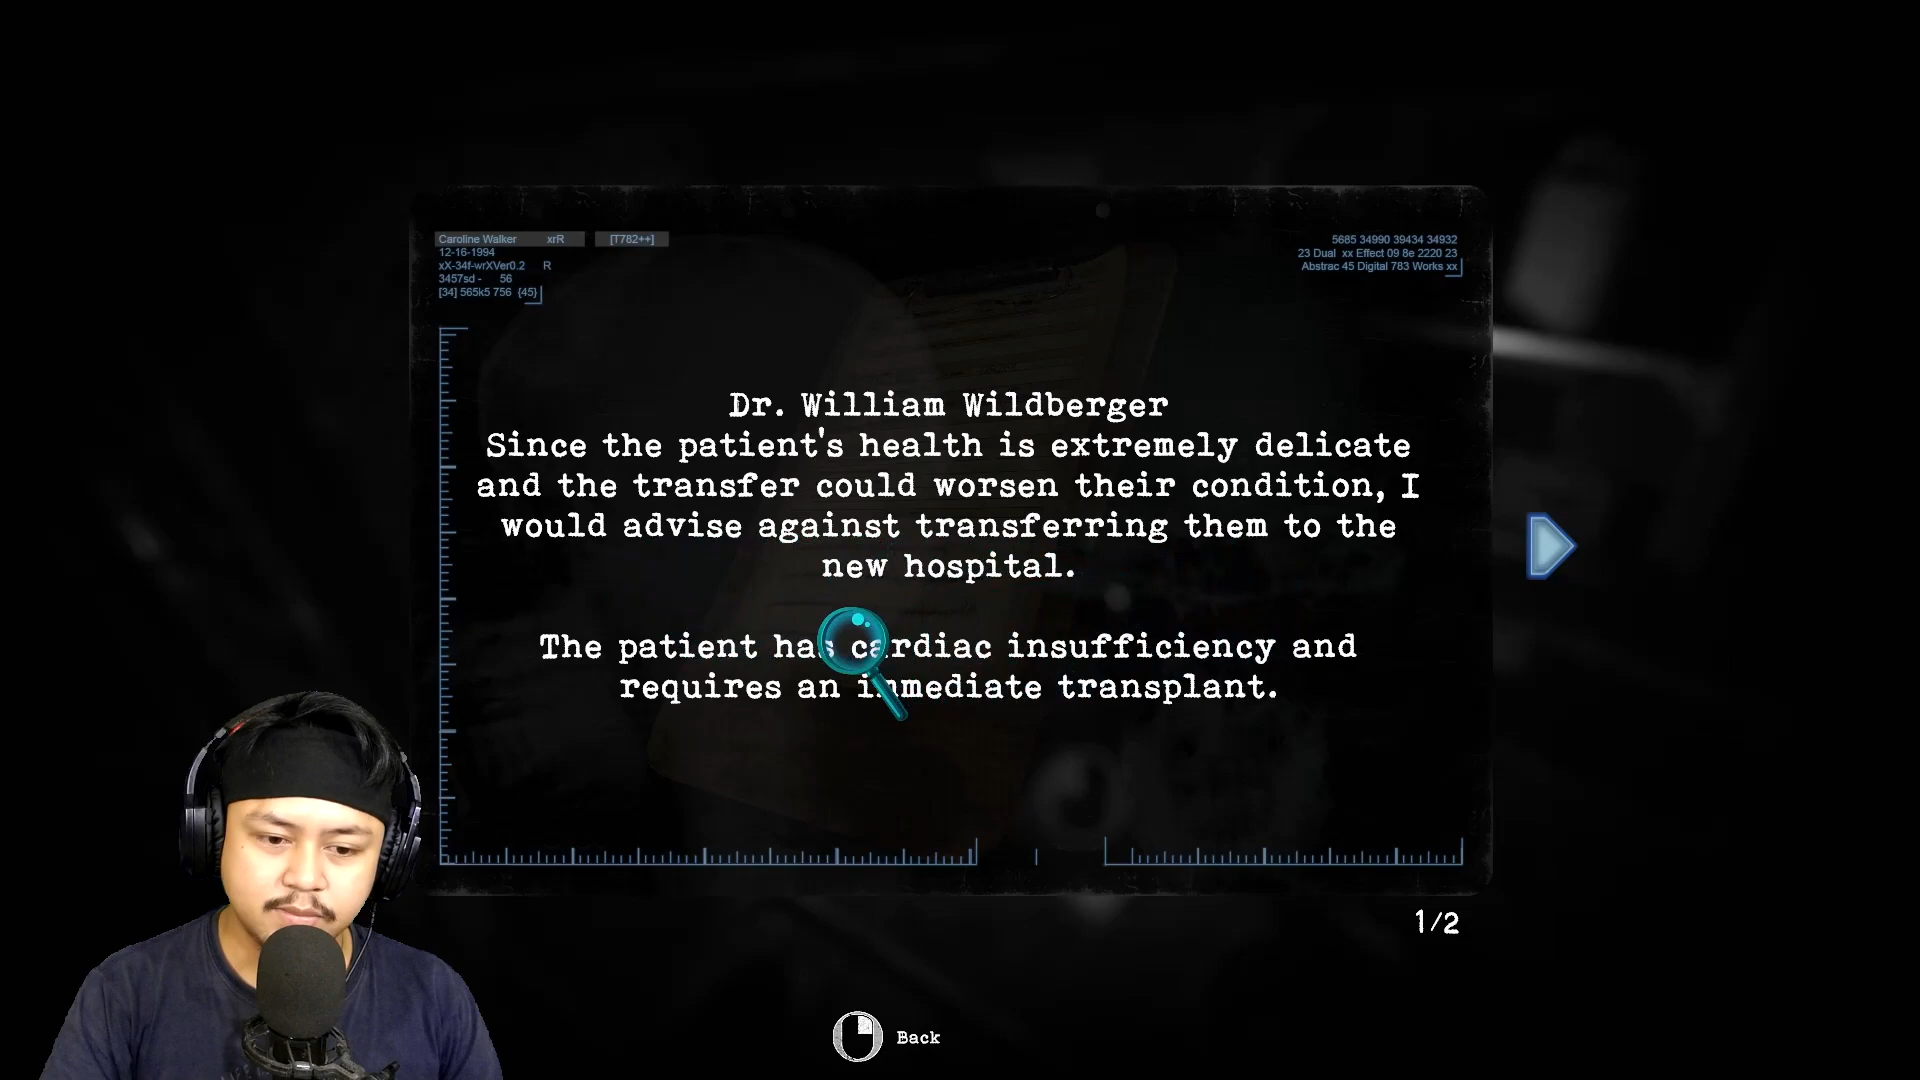 Caroline Walker xrR [T782++]
12-16-1994
xX-34f-wrXVer0.2 R
3457sd - 56
[34] 565k5 756 {45}
5685 34990 39434 34932
23 Dual xx Effect 09 8e 2220 23
Abstrac 45 Digital 783 Works xx
Dr. William Wildberger
Since the patient's health is extremely delicate
and the transfer could worsen their condition, I
would advise against transferring them to the
new hospital.
The patient has cardiac insufficiency and
requires an immediate transplant.
1/2
Back